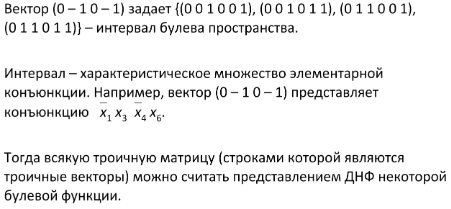 Вектор (0 – 1 0 – 1) задает {(0 0 1 0 0 1), (0 0 1 0 1 1), (0 1 1 0 0 1),
(0 1 1 0 1 1)} – интервал булева пространства.
Интервал – характеристическое множество элементарной
конъюнкции. Например, вектор (0 – 1 0 – 1) представляет
конъюнкцию x̅₁ x₃ x̅₄ x₆.
Тогда всякую троичную матрицу (строками которой являются
троичные векторы) можно считать представлением ДНФ некоторой
булевой функции.